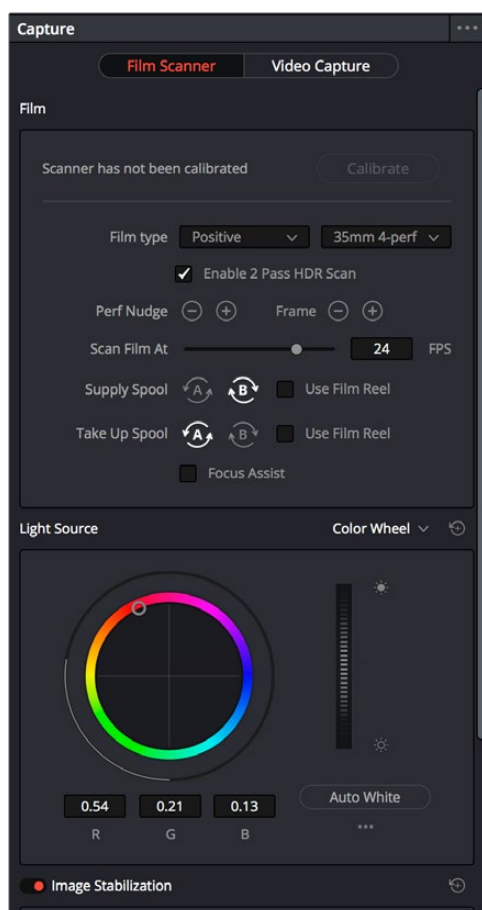 Capture
Film Scanner Video Capture
Film
Scanner has not been calibrated Calibrate
Film type Positive 35mm 4-perf
Enable 2 Pass HDR Scan
Perf Nudge Frame
Scan Film At 24 FPS
Supply Spool A B Use Film Reel
Take Up Spool A B Use Film Reel
Focus Assist
Light Source Color Wheel
0.54 0.21 0.13 Auto White
R G B
Image Stabilization